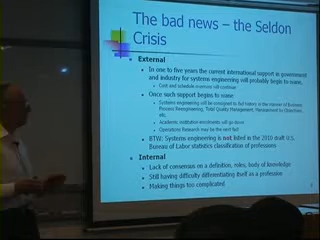 The bad news – the Seldon
Crisis
External
In one to five years the current international support in government
and industry for systems engineering will probably begin to wane.
Cost and schedule overruns will continue
Once such support begins to wane
Systems engineering will be consigned to fad history in the manner of Business
Process Reengineering, Total Quality Management, Management by Objectives,
etc.
Academic institution enrollments will go down
Operations Research may be the next fad!
BTW: Systems engineering is not listed in the 2010 draft U.S.
Bureau of Labor statistics classification of professions
Internal
Lack of consensus on a definition, roles, body of knowledge
Still having difficulty differentiating itself as a profession
Making things too complicated